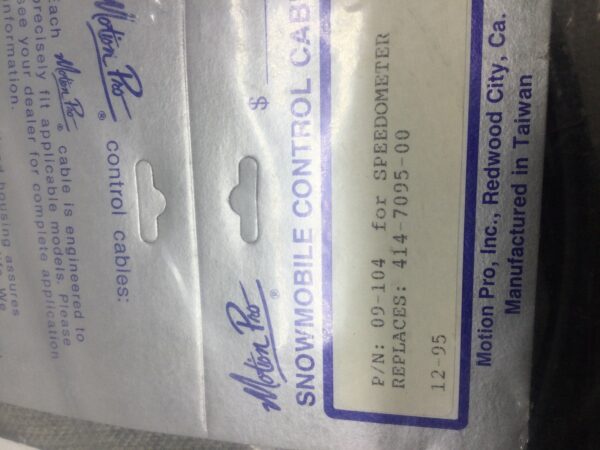 Motion Pro®
SNOWMOBILE CONTROL CAB
$
P/N: 09-104 for SPEEDOMETER
REPLACES: 414-7095-00
12-95
Motion Pro, Inc., Redwood City, Ca.
Manufactured in Taiwan
Motion Pro® control cables:
Each Motion Pro® cable is engineered to
precisely fit applicable models. Please
see your dealer for complete application
information.
housing assures
We